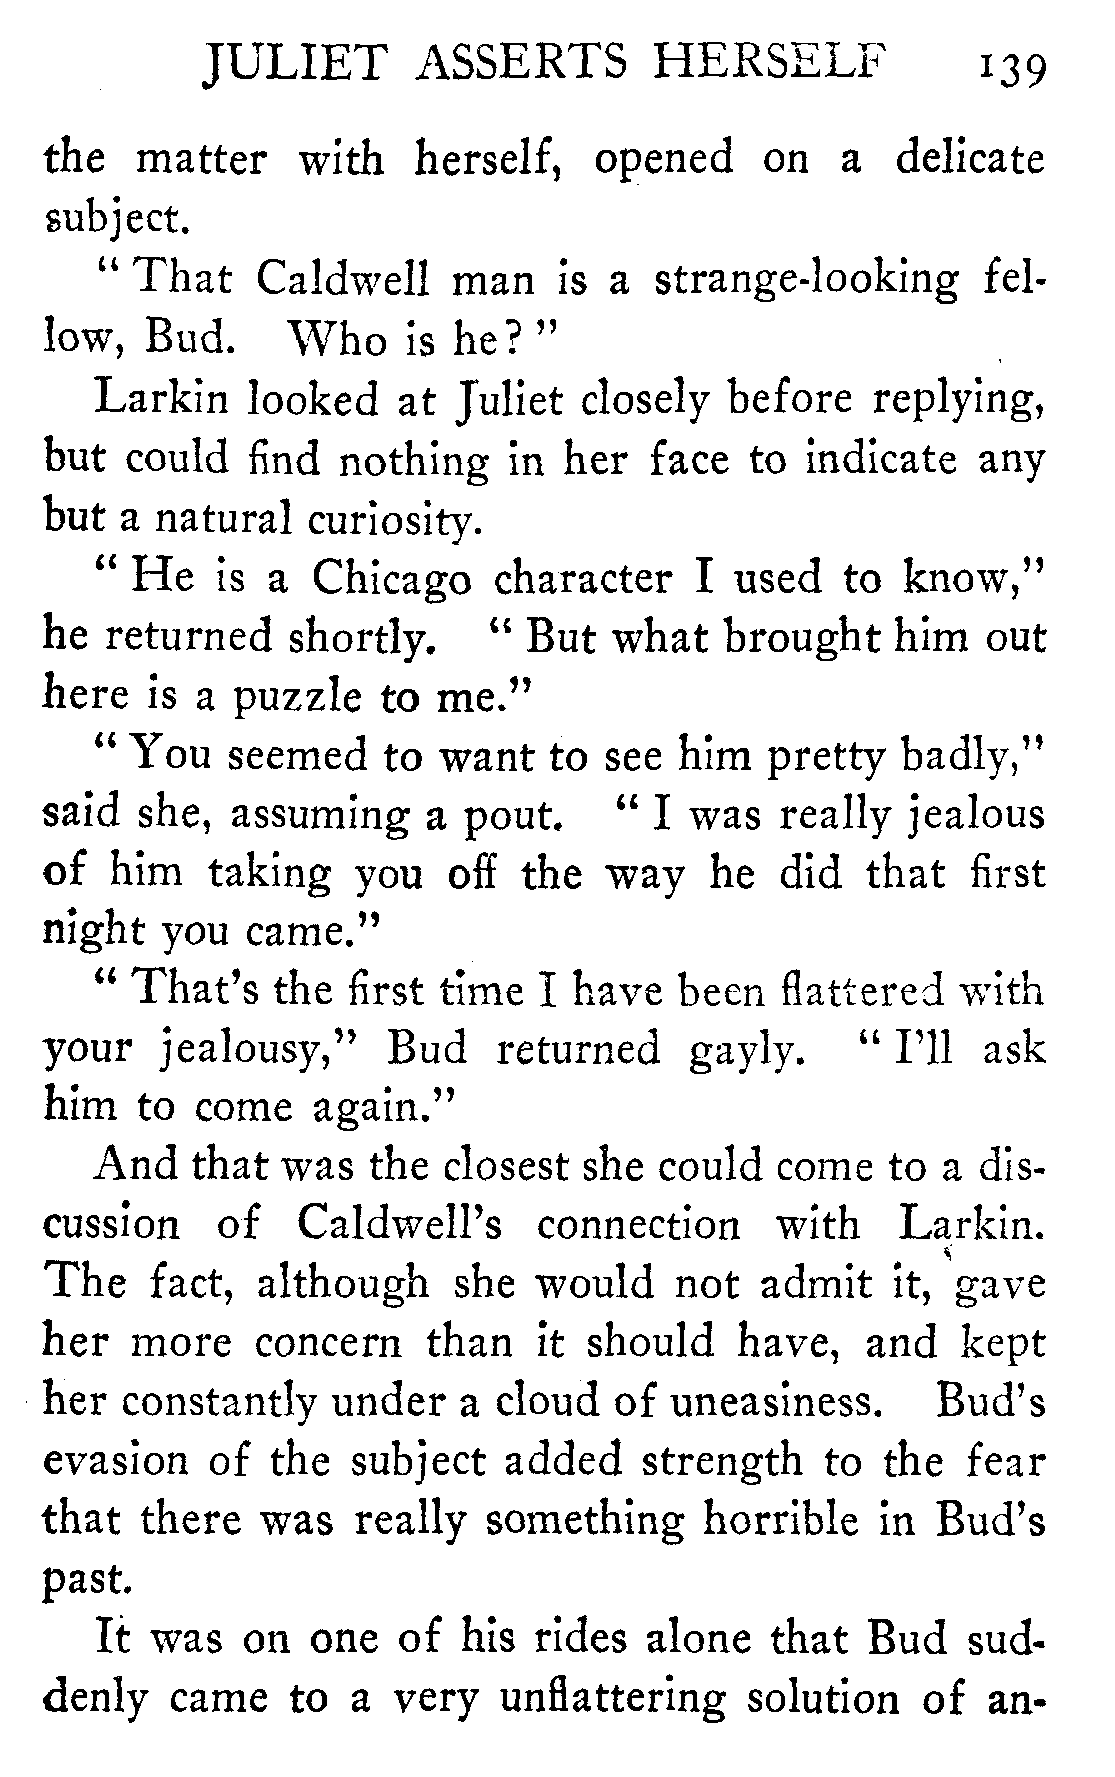 JULIET ASSERTS HERSELF 139
the matter with herself, opened on a delicate
subject.
“ That Caldwell man is a strange-looking fel-
low, Bud. Who is he? ”
Larkin looked at Juliet closely before replying,
but could find nothing in her face to indicate any
but a natural curiosity.
“ He is a Chicago character I used to know,”
he returned shortly. “ But what brought him out
here is a puzzle to me.”
“ You seemed to want to see him pretty badly,”
said she, assuming a pout. “ I was really jealous
of him taking you off the way he did that first
night you came.”
“ That’s the first time I have been flattered with
your jealousy,” Bud returned gayly. “ I’ll ask
him to come again.”
And that was the closest she could come to a dis-
cussion of Caldwell’s connection with Larkin.
The fact, although she would not admit it, gave
her more concern than it should have, and kept
her constantly under a cloud of uneasiness. Bud’s
evasion of the subject added strength to the fear
that there was really something horrible in Bud’s
past.
It was on one of his rides alone that Bud sud-
denly came to a very unflattering solution of an-